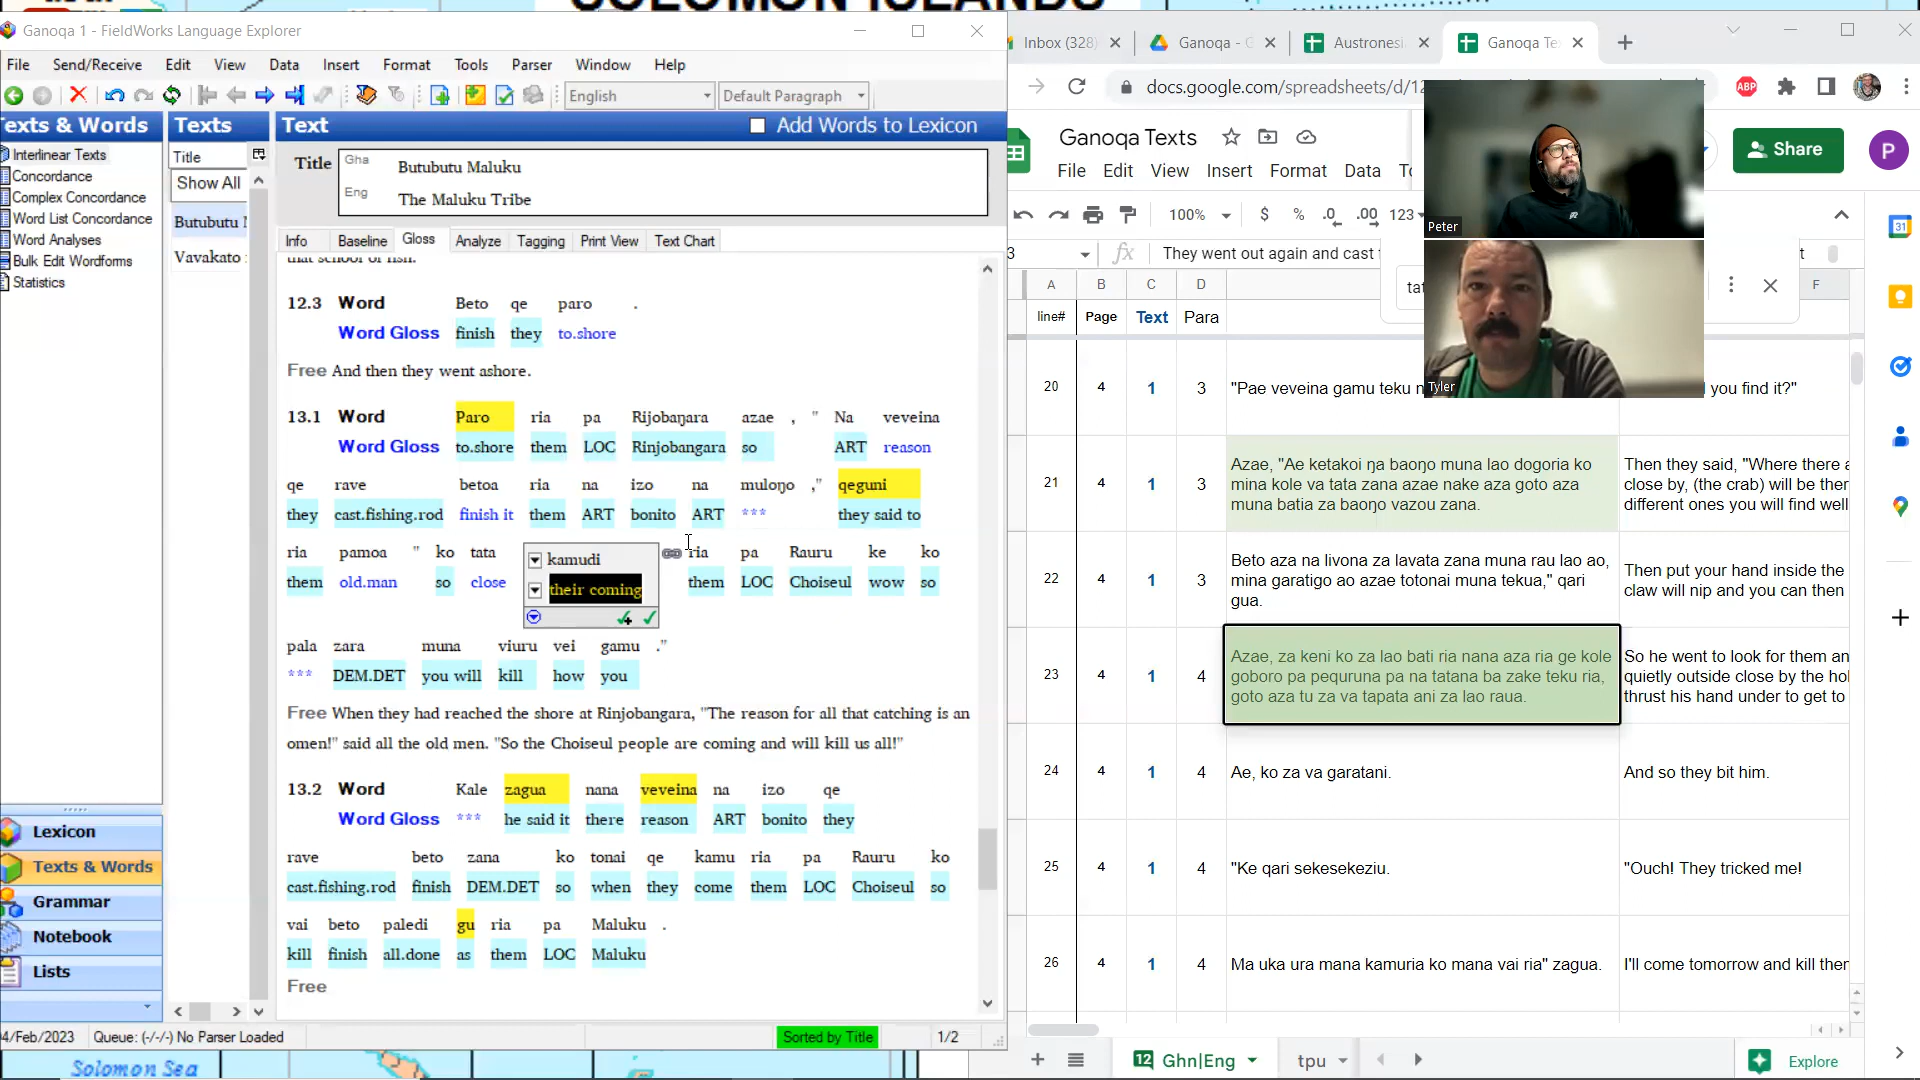 SOLOMON ISLANDS
Ganoqa 1 - FieldWorks Language Explorer
File Send/Receive Edit View Data Insert Format Tools Parser Window Help
English Default Paragraph
Texts & Words
Interlinear Texts
Concordance
Complex Concordance
Word List Concordance
Word Analyses
Bulk Edit Wordforms
Statistics
Lexicon
Texts & Words
Grammar
Notebook
Lists
Texts
Title
Show All
Butubutu
Vavakato
Text Add Words to Lexicon
Title
Gha Butubutu Maluku
Eng The Maluku Tribe
Info Baseline Gloss Analyze Tagging Print View Text Chart
that school of fish.
12.3 Word Beto qe paro .
Word Gloss finish they to.shore
Free And then they went ashore.
13.1 Word Paro ria pa Rijobaŋara azae , " Na veveina
Word Gloss to.shore them LOC Rinjobangara so ART reason
qe rave betoa ria na izo na muloŋo ," qeguni
they cast.fishing.rod finish it them ART bonito ART *** they said to
ria pamoa " ko tata kamudi ria pa Rauru ke ko
them old.man so close their coming them LOC Choiseul wow so
pala zara muna viuru vei gamu ."
*** DEM.DET you will kill how you
Free When they had reached the shore at Rinjobangara, "The reason for all that catching is an
omen!" said all the old men. "So the Choiseul people are coming and will kill us all!"
13.2 Word Kale zagua nana veveina na izo qe
Word Gloss *** he said it there reason ART bonito they
rave beto zana ko tonai qe kamu ria pa Rauru ko
cast.fishing.rod finish DEM.DET so when they come them LOC Choiseul so
vai beto paledi gu ria pa Maluku .
kill finish all.done as them LOC Maluku
Free
04/Feb/2023 Queue: (-/-/-) No Parser Loaded Sorted by Title 1/2
Solomon Sea
Inbox (328) Ganoqa - G Austronesi Ganoqa Te
docs.google.com/spreadsheets/d/12
ABP
Ganoqa Texts
File Edit View Insert Format Data
Share
P
100% $ % .0 .00 123
fx They went out again and cast
tat
Peter
Tyler
31
A B C D F
line# Page Text Para
20 4 1 3 "Pae veveina gamu teku you find it?"
21 4 1 3 Azae, "Ae ketakoi ŋa baoŋo muna lao dogoria ko
mina kole va tata zana azae nake aza goto aza
muna batia za baoŋo vazou zana.
Then they said, "Where there
close by, (the crab) will be ther
different ones you will find well
22 4 1 3 Beto aza na livona za lavata zana muna rau lao ao,
mina garatigo ao azae totonai muna tekua," qari
gua.
Then put your hand inside the
claw will nip and you can then
23 4 1 4 Azae, za keni ko za lao bati ria nana aza ria ge kole
goboro pa pequruna pa na tatana ba zake teku ria,
goto aza tu za va tapata ani za lao raua.
So he went to look for them an
quietly outside close by the ho
thrust his hand under to get to
24 4 1 4 Ae, ko za va garatani. And so they bit him.
25 4 1 4 "Ke qari sekesekeziu. "Ouch! They tricked me!
26 4 1 4 Ma uka ura mana kamuria ko mana vai ria" zagua. I'll come tomorrow and kill ther
12 Ghn|Eng tpu Explore